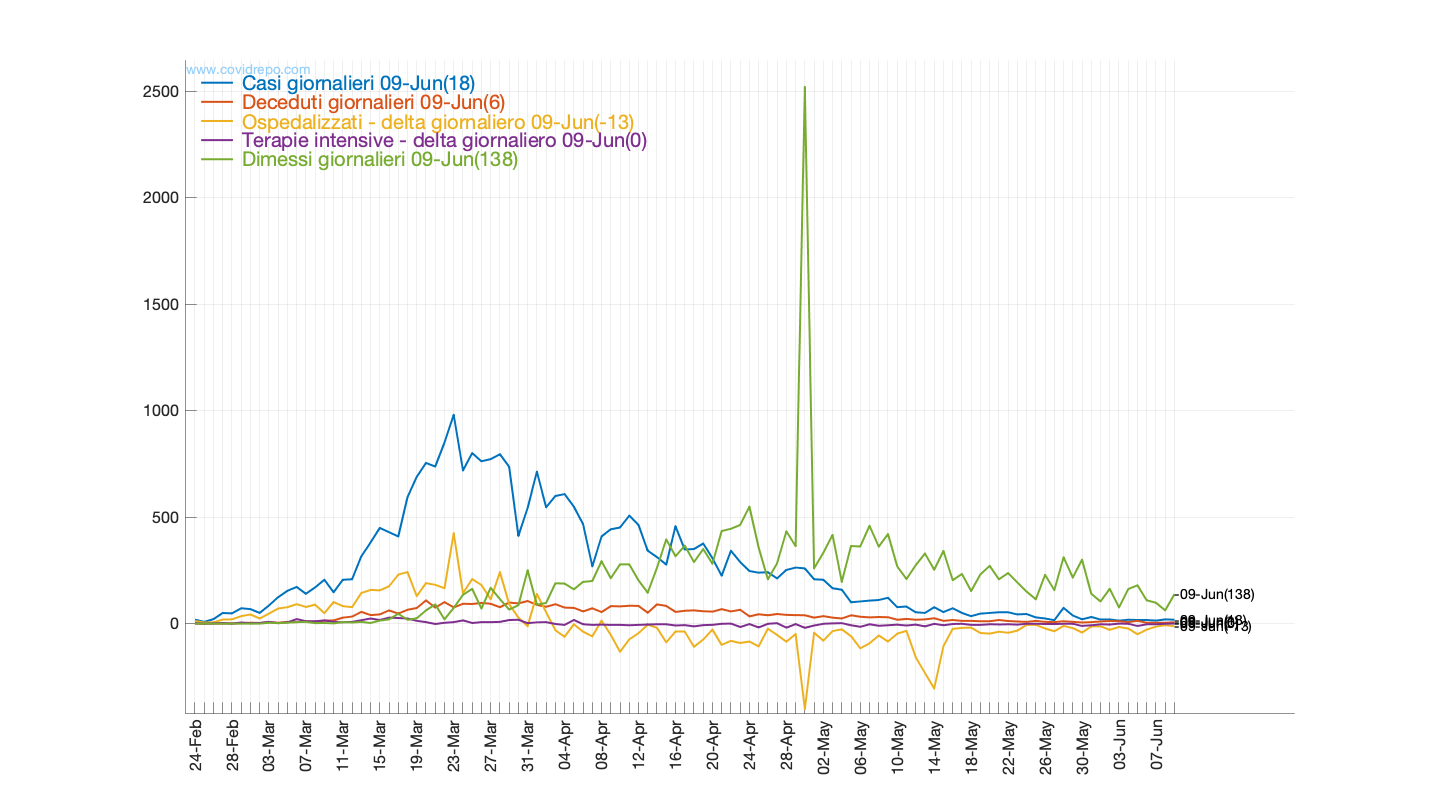 www.covidrepo.com
Casi giornalieri 09-Jun(18)
Deceduti giornalieri 09-Jun(6)
Ospedalizzati - delta giornaliero 09-Jun(-13)
Terapie intensive - delta giornaliero 09-Jun(0)
Dimessi giornalieri 09-Jun(138)
2500
2000
1500
1000
500
0
09-Jun(138)
24-Feb
28-Feb
03-Mar
07-Mar
11-Mar
15-Mar
19-Mar
23-Mar
27-Mar
31-Mar
04-Apr
08-Apr
12-Apr
16-Apr
20-Apr
24-Apr
28-Apr
02-May
06-May
10-May
14-May
18-May
22-May
26-May
30-May
03-Jun
07-Jun